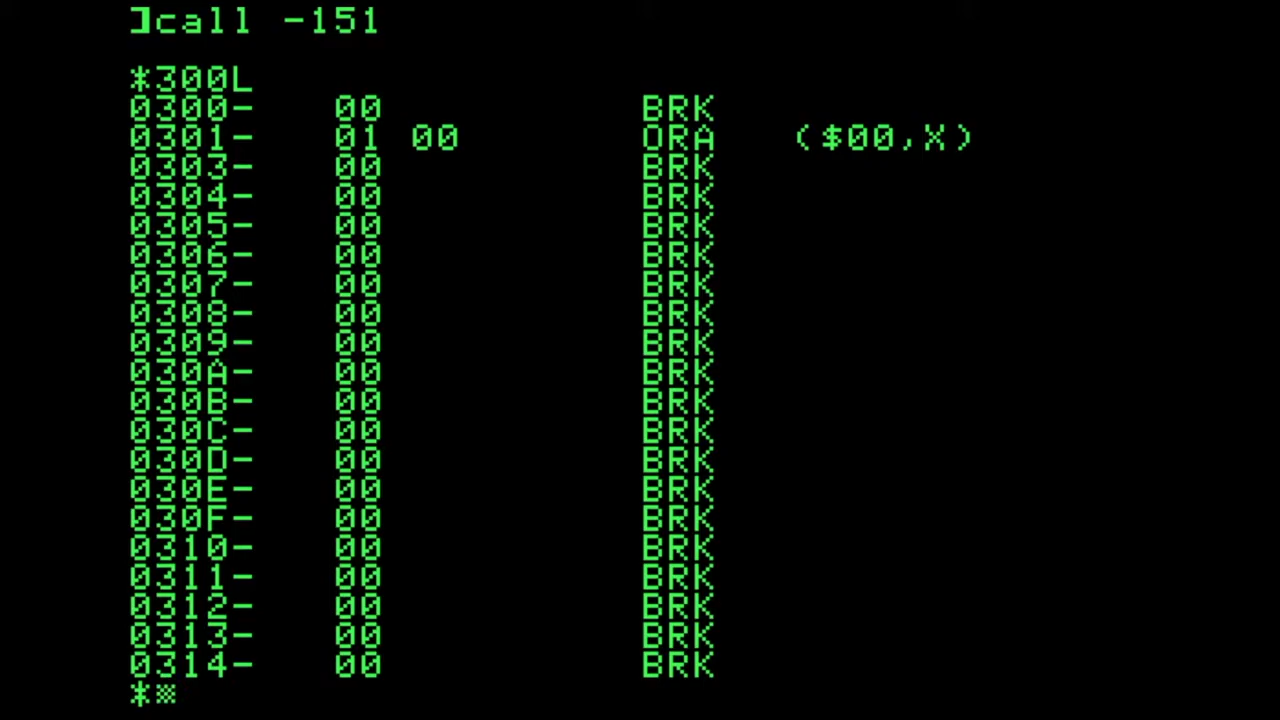 ]call -151
*300L
0300-   00          BRK
0301-   01 00       ORA   ($00,X)
0303-   00          BRK
0304-   00          BRK
0305-   00          BRK
0306-   00          BRK
0307-   00          BRK
0308-   00          BRK
0309-   00          BRK
030A-   00          BRK
030B-   00          BRK
030C-   00          BRK
030D-   00          BRK
030E-   00          BRK
030F-   00          BRK
0310-   00          BRK
0311-   00          BRK
0312-   00          BRK
0313-   00          BRK
0314-   00          BRK
*